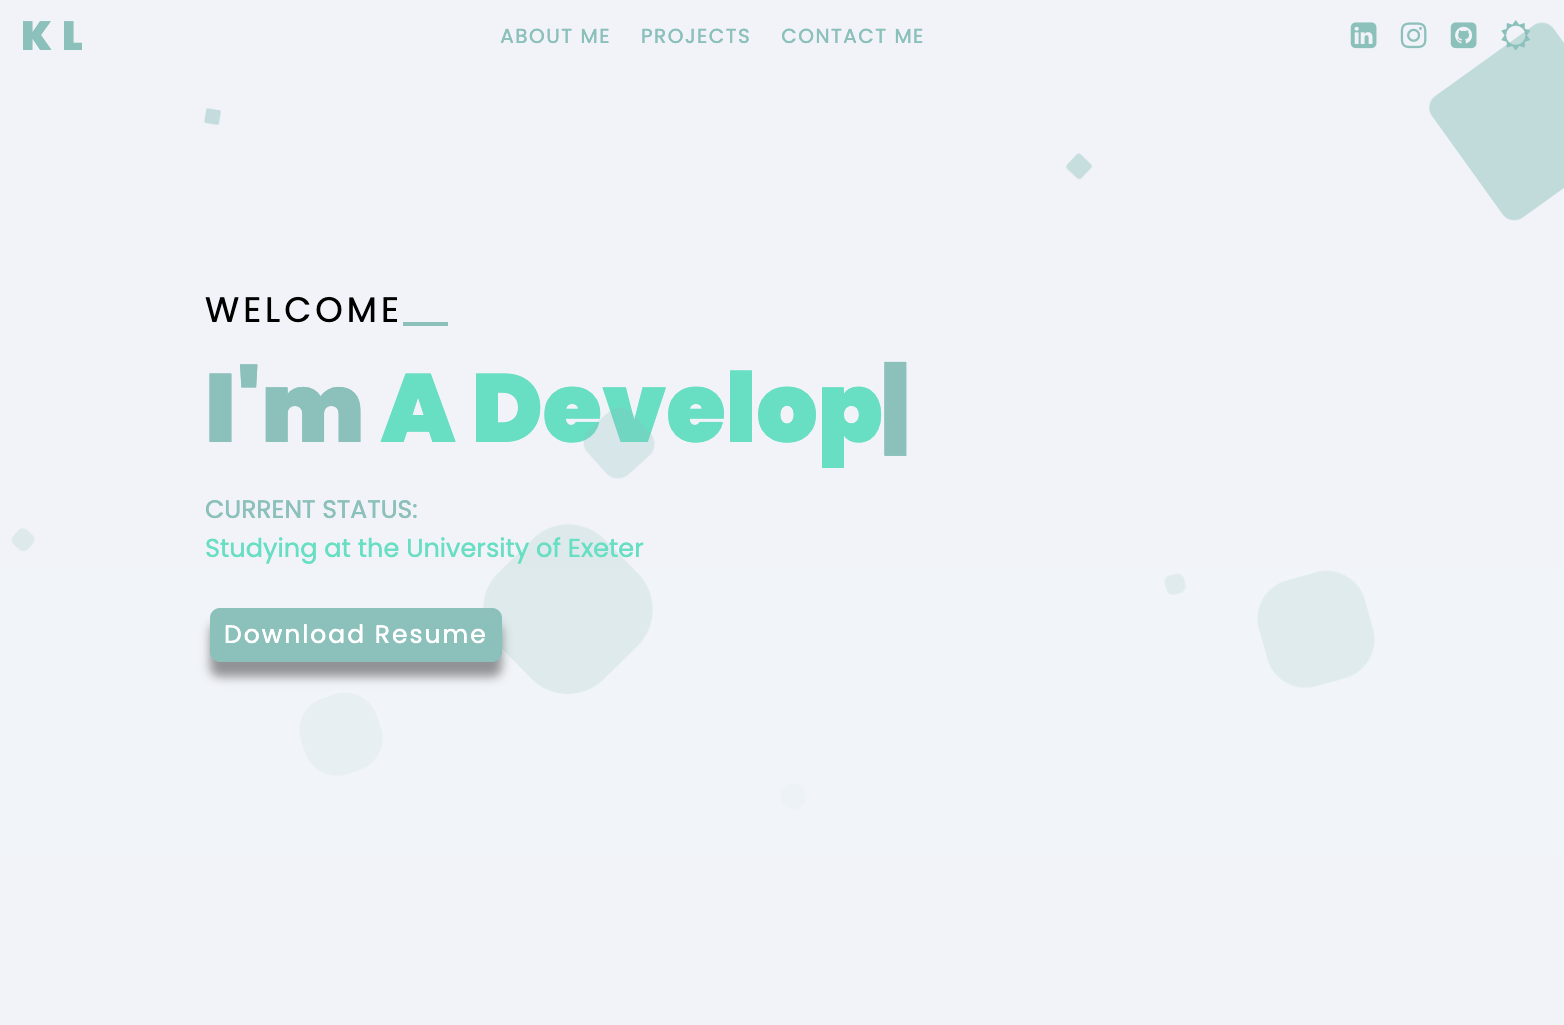 K L
ABOUT ME PROJECTS CONTACT ME
WELCOME__
I'm A Develop|
CURRENT STATUS:
Studying at the University of Exeter
Download Resume